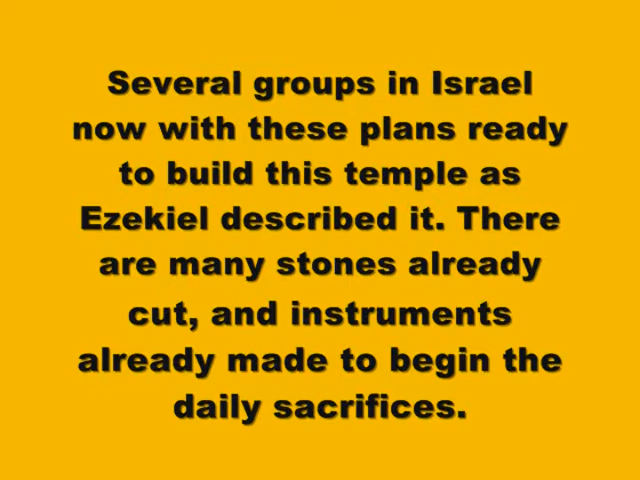 Several groups in Israel
now with these plans ready
to build this temple as
Ezekiel described it. There
are many stones already
cut, and instruments
already made to begin the
daily sacrifices.